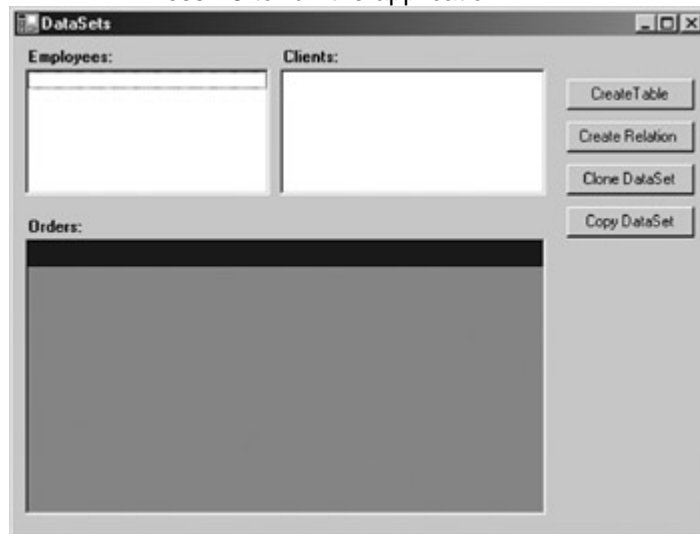 DataSets
Employees:
Clients:
CreateTable
Create Relation
Clone DataSet
Copy DataSet
Orders: